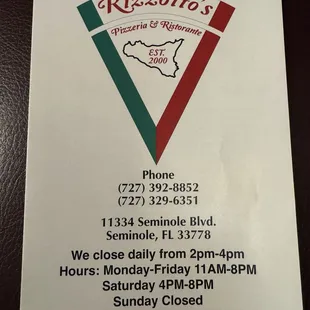 Rizzotto's
Pizzeria & Ristorante
EST.
2000
Phone
(727) 392-8852
(727) 329-6351
11334 Seminole Blvd.
Seminole, FL 33778
We close daily from 2pm-4pm
Hours: Monday-Friday 11AM-8PM
Saturday 4PM-8PM
Sunday Closed